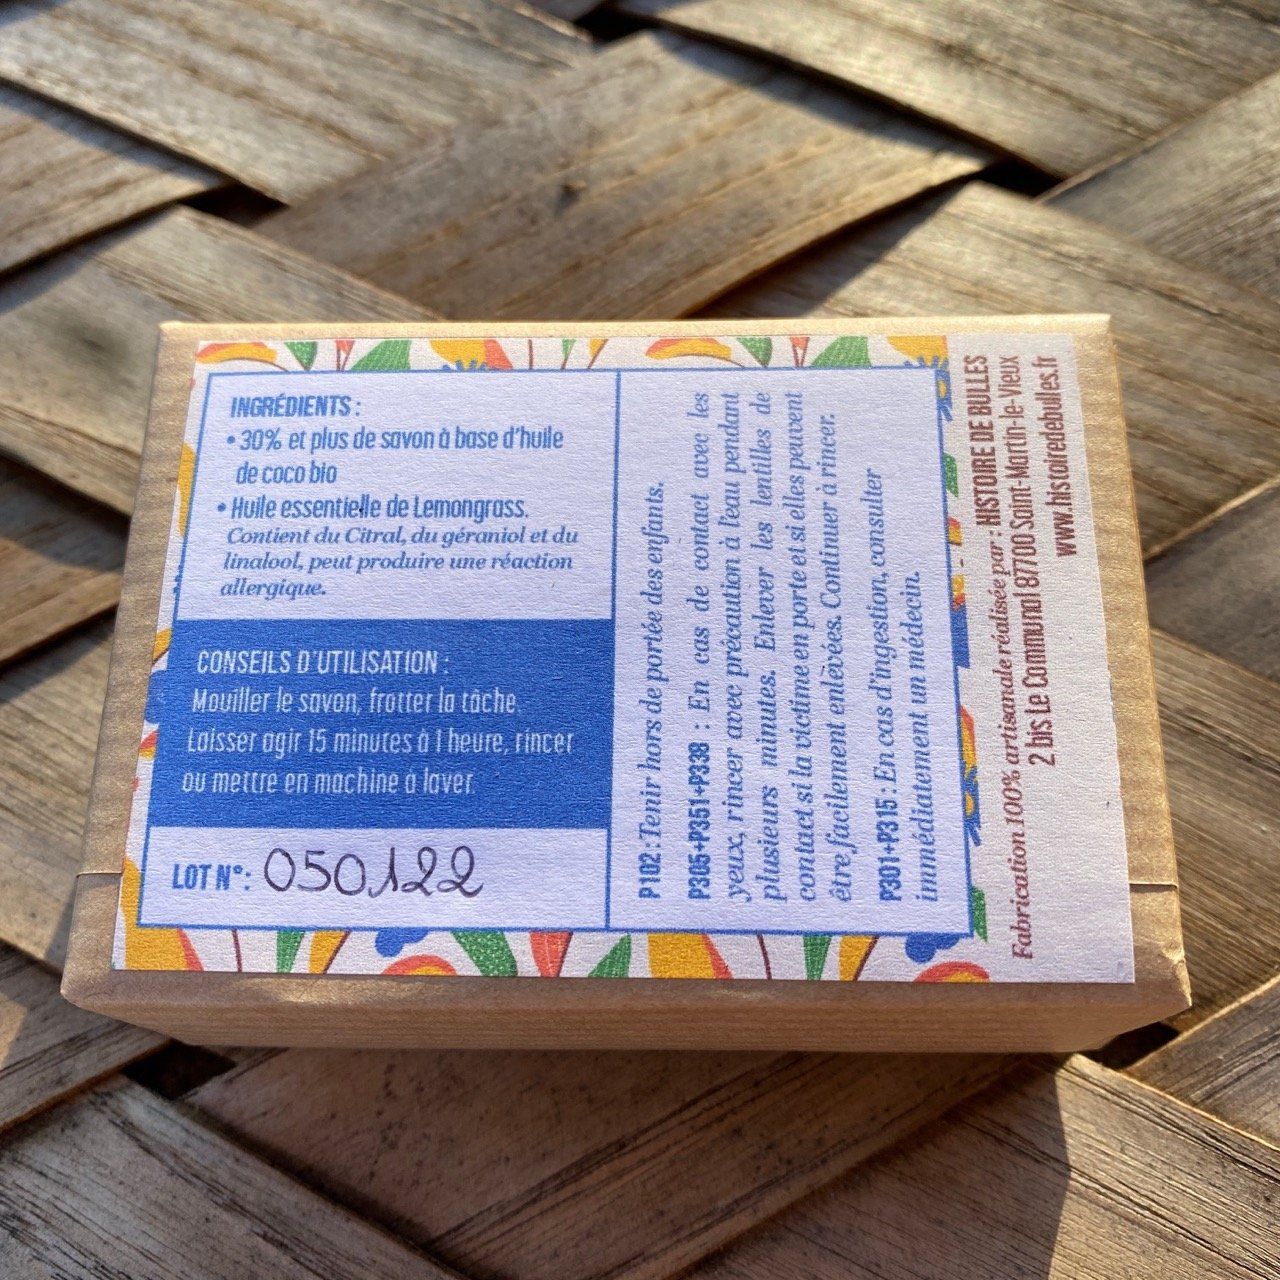 INGRÉDIENTS :
• 30% et plus de savon à base d'huile
de coco bio
• Huile essentielle de Lemongrass.
Contient du Citral, du géraniol et du
linalool, peut produire une réaction
allergique.
CONSEILS D'UTILISATION :
Mouiller le savon, frotter la tâche.
Laisser agir 15 minutes à 1 heure, rincer
ou mettre en machine à laver.
LOT N° : 050122
P102 : Tenir hors de portée des enfants.
P305+P351+P338 : En cas de contact avec les
yeux, rincer avec précaution à l'eau pendant
plusieurs minutes. Enlever les lentilles de
contact si la victime en porte et si elles peuvent
être facilement enlevées. Continuer à rincer.
P301+P315 : En cas d'ingestion, consulter
immédiatement un médecin.
Fabrication 100% artisanale réalisée par : HISTOIRE DE BULLES
2 bis Le Communal 87700 Saint-Martin-le-Vieux
www.histoiredebulles.fr